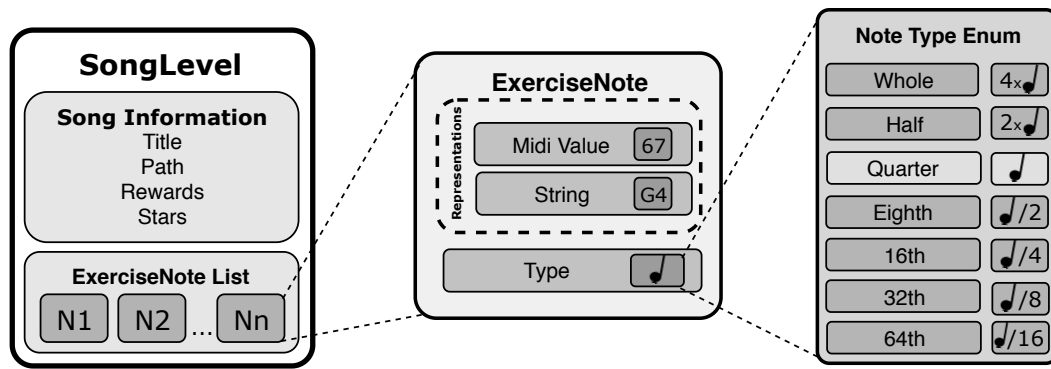 SongLevel
Song Information
Title
Path
Rewards
Stars
ExerciseNote List
N1 N2 ... Nn
ExerciseNote
Representations
Midi Value 67
String G4
Type
Note Type Enum
Whole 4x
Half 2x
Quarter
Eighth /2
16th /4
32th /8
64th /16